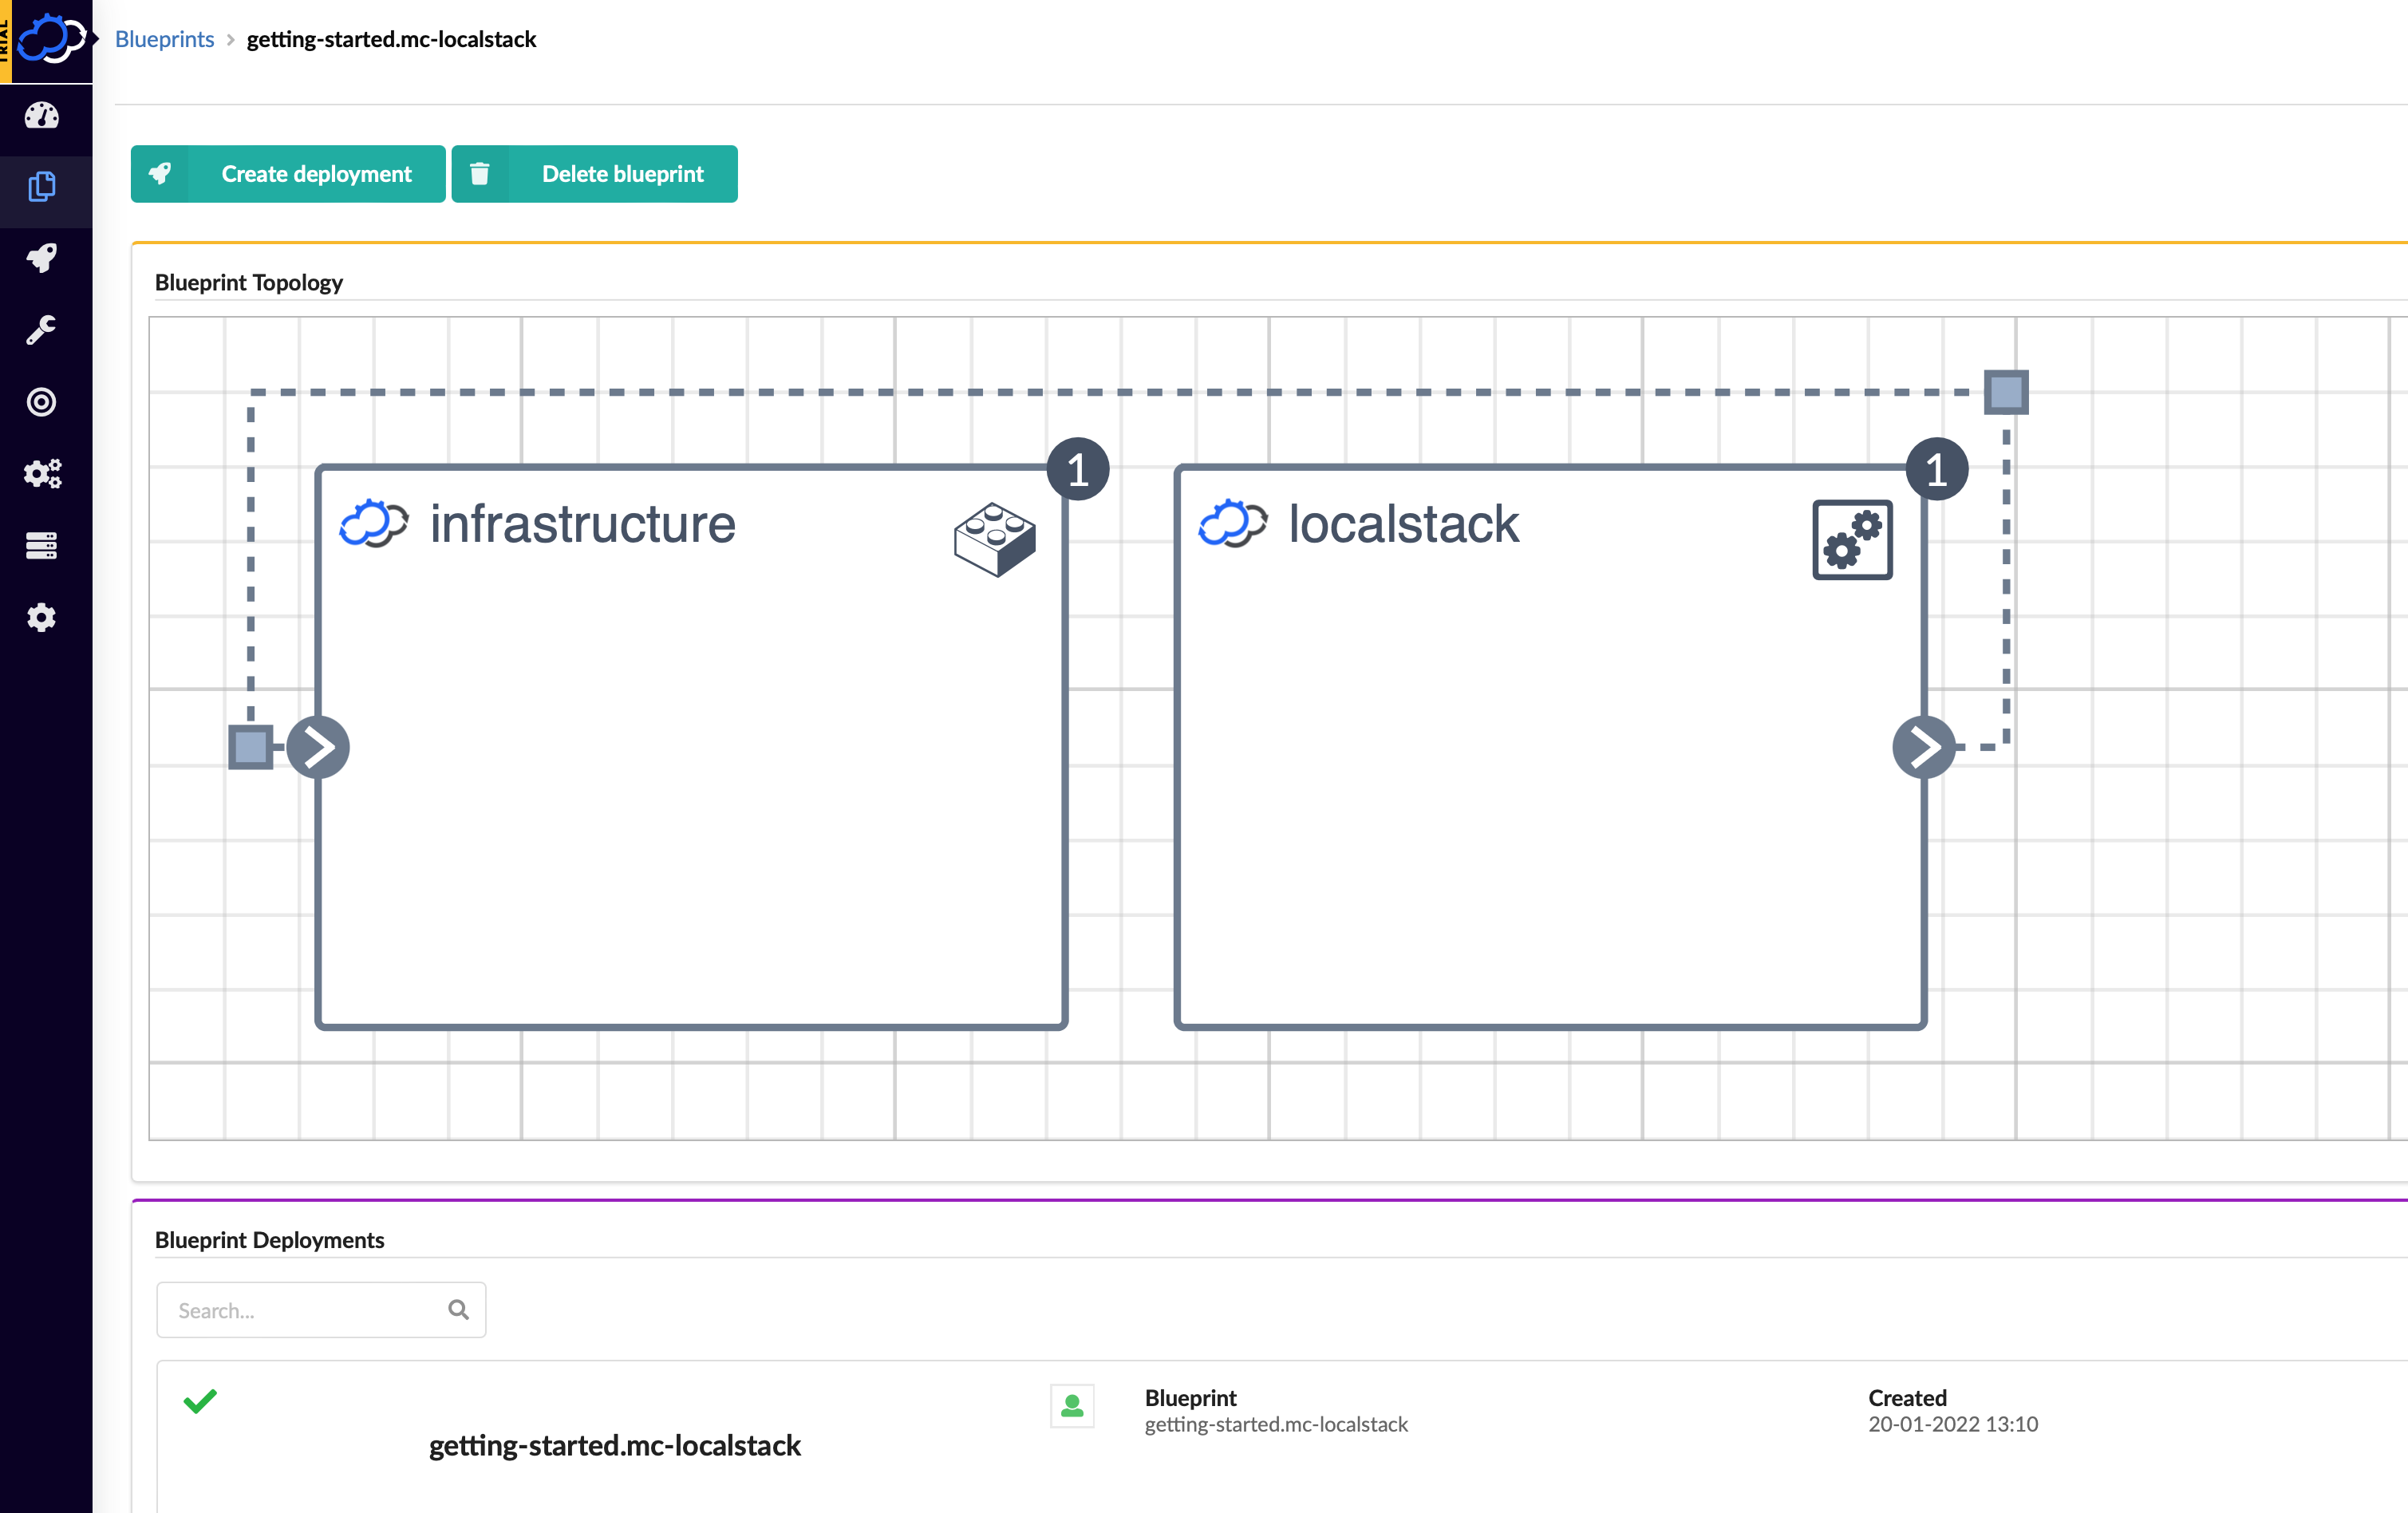 TRIAL
Blueprints > getting-started.mc-localstack
Create deployment
Delete blueprint
Blueprint Topology
1
1
infrastructure
localstack
Blueprint Deployments
Search...
Blueprint
Created
getting-started.mc-localstack
20-01-2022 13:10
getting-started.mc-localstack